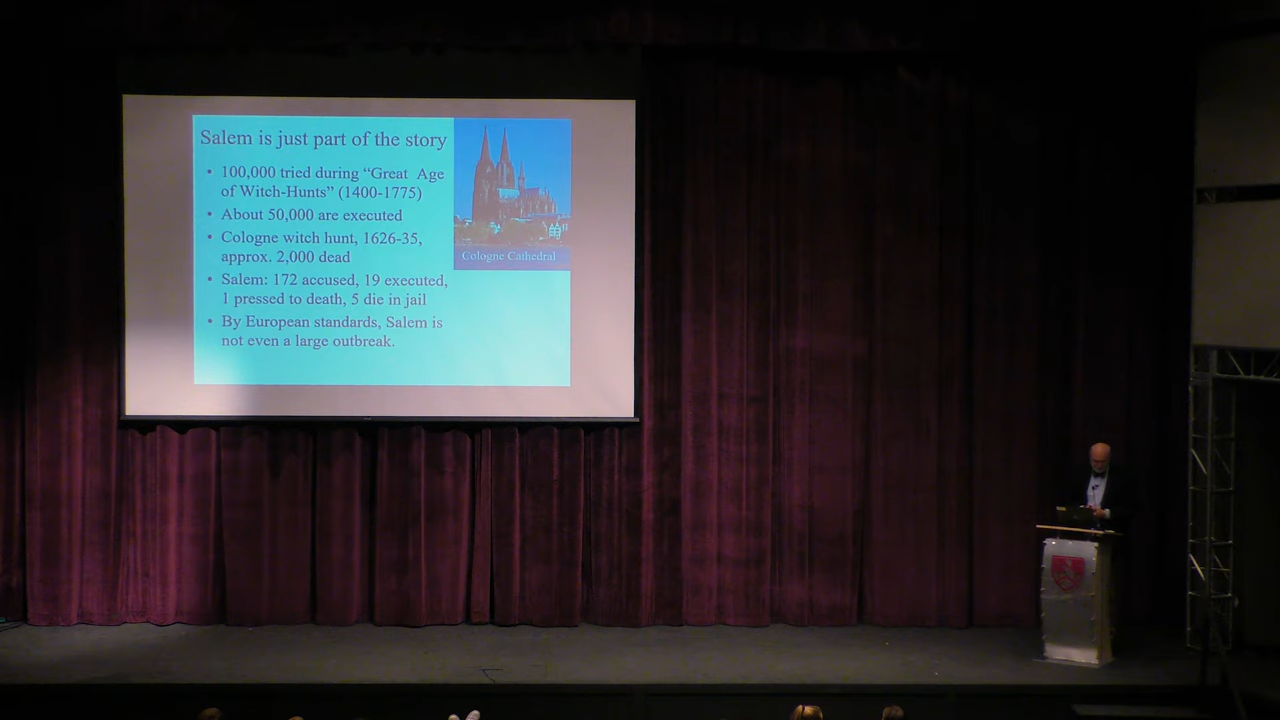 Salem is just part of the story
• 100,000 tried during “Great Age
of Witch-Hunts” (1400-1775)
• About 50,000 are executed
• Cologne witch hunt, 1626-35,
approx. 2,000 dead
• Salem: 172 accused, 19 executed,
1 pressed to death, 5 die in jail
• By European standards, Salem is
not even a large outbreak.
Cologne Cathedral